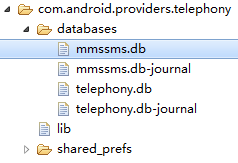 com.android.providers.telephony
databases
mmssms.db
mmssms.db-journal
telephony.db
telephony.db-journal
lib
shared_prefs